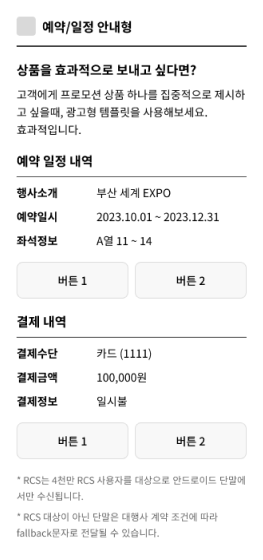 예약/일정 안내형
상품을 효과적으로 보내고 싶다면?
고객에게 프로모션 상품 하나를 집중적으로 제시하
고 싶을때, 광고형 템플릿을 사용해보세요.
효과적입니다.
예약 일정 내역
행사소개 부산 세계 EXPO
예약일시 2023.10.01 ~ 2023.12.31
좌석정보 A열 11 ~ 14
버튼 1 버튼 2
결제 내역
결제수단 카드 (1111)
결제금액 100,000원
결제정보 일시불
버튼 1 버튼 2
* RCS는 4천만 RCS 사용자를 대상으로 안드로이드 단말에
서만 수신됩니다.
* RCS 대상이 아닌 단말은 대행사 계약 조건에 따라
fallback문자로 전달될 수 있습니다.